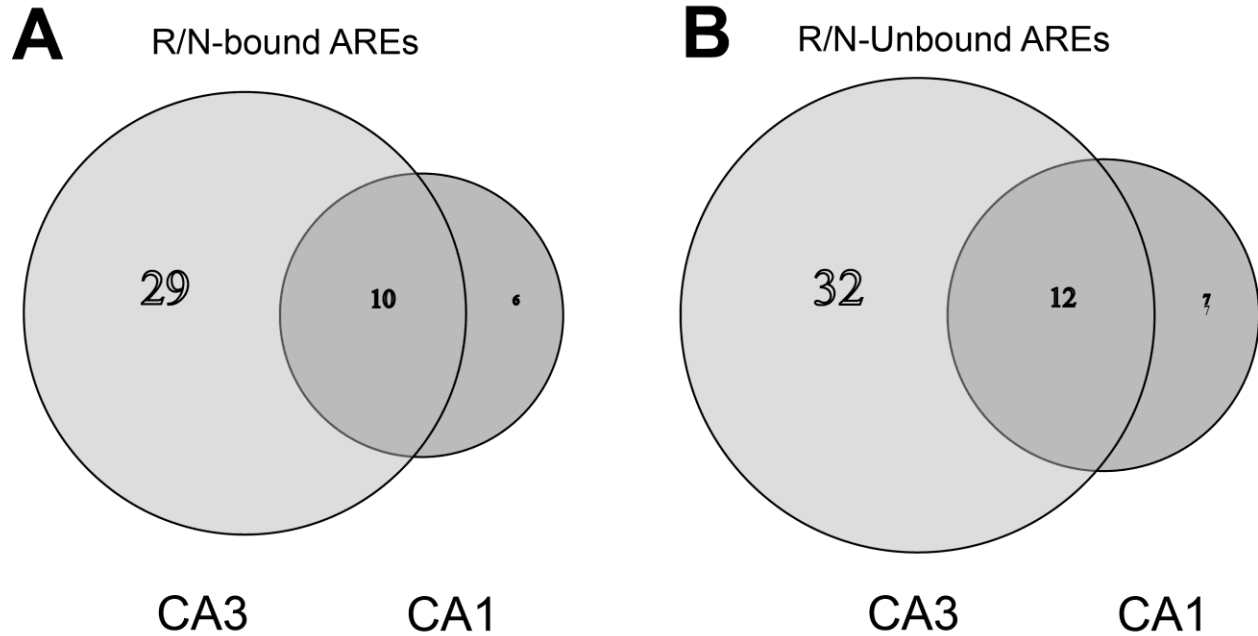 A
R/N-bound AREs
29
10
6
CA3
CA1
B
R/N-Unbound AREs
32
12
7
CA3
CA1